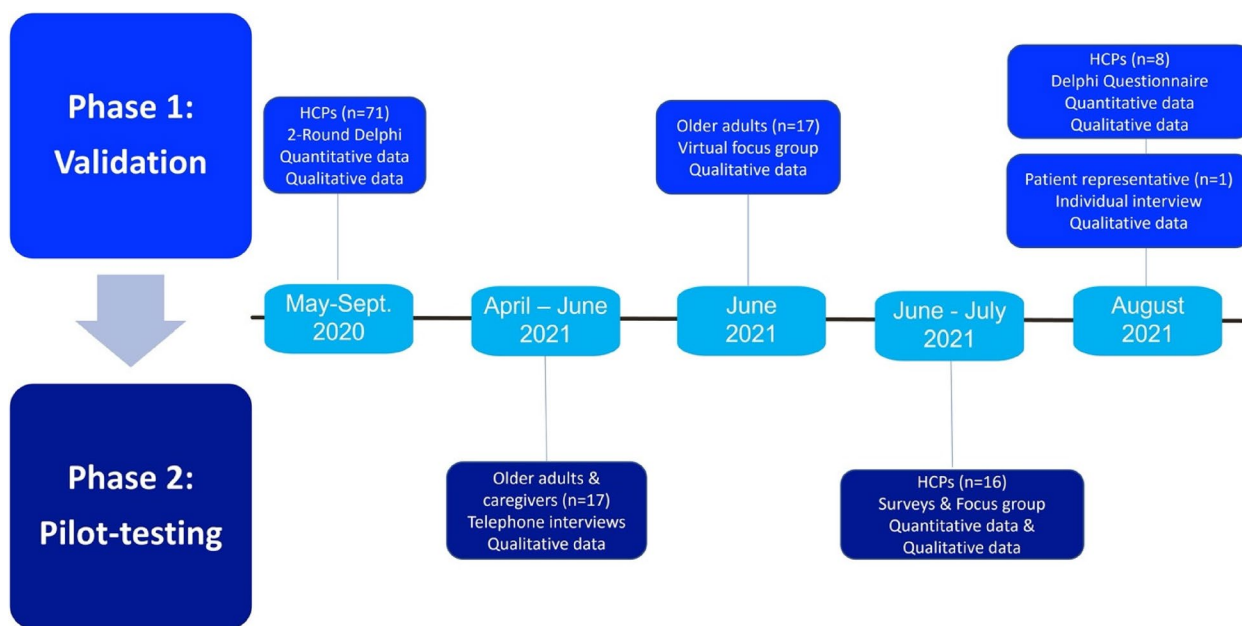 Phase 1:
Validation
HCPs (n=71)
2-Round Delphi
Quantitative data
Qualitative data
Older adults (n=17)
Virtual focus group
Qualitative data
HCPs (n=8)
Delphi Questionnaire
Quantitative data
Qualitative data
Patient representative (n=1)
Individual interview
Qualitative data
May-Sept.
2020
April – June
2021
June
2021
June - July
2021
August
2021
Phase 2:
Pilot-testing
Older adults &
caregivers (n=17)
Telephone interviews
Qualitative data
HCPs (n=16)
Surveys & Focus group
Quantitative data &
Qualitative data